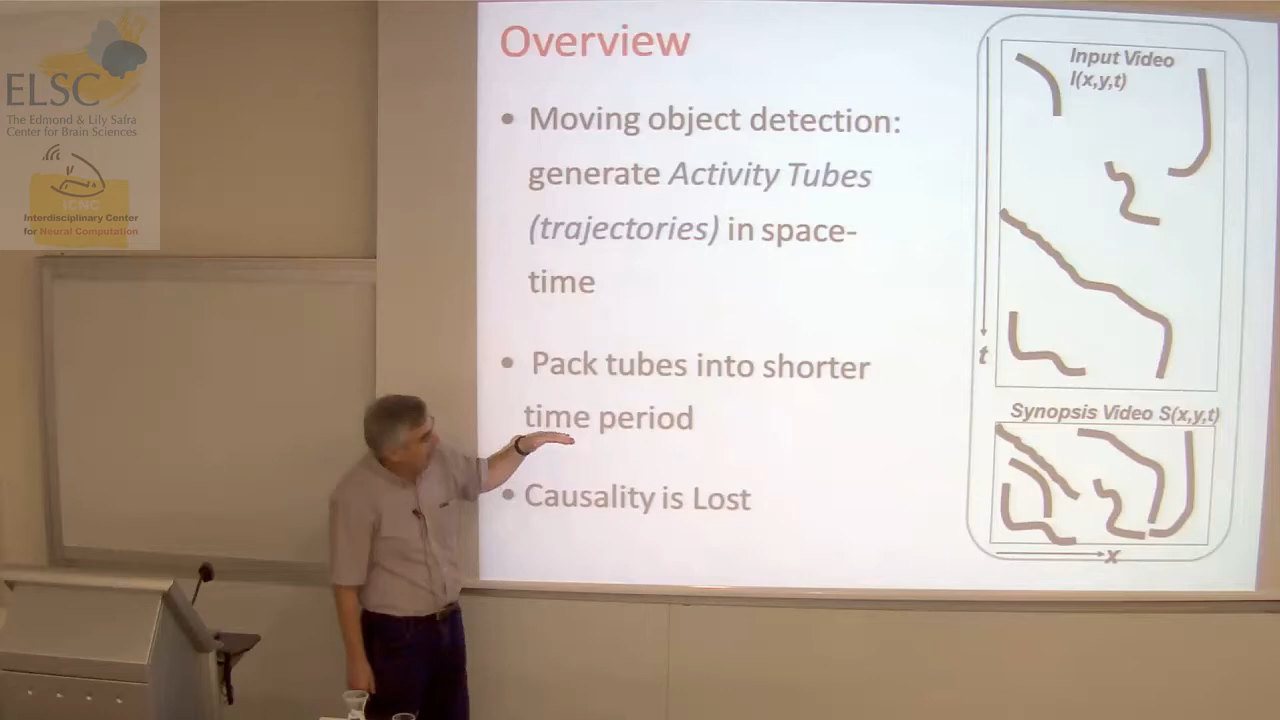 ELSC
The Edmond & Lily Safra
Center for Brain Sciences
ICNC
Interdisciplinary Center
for Neural Computation
Overview
• Moving object detection:
generate Activity Tubes
(trajectories) in space-
time
• Pack tubes into shorter
time period
• Causality is Lost
Input Video
I(x,y,t)
t
Synopsis Video S(x,y,t)
x